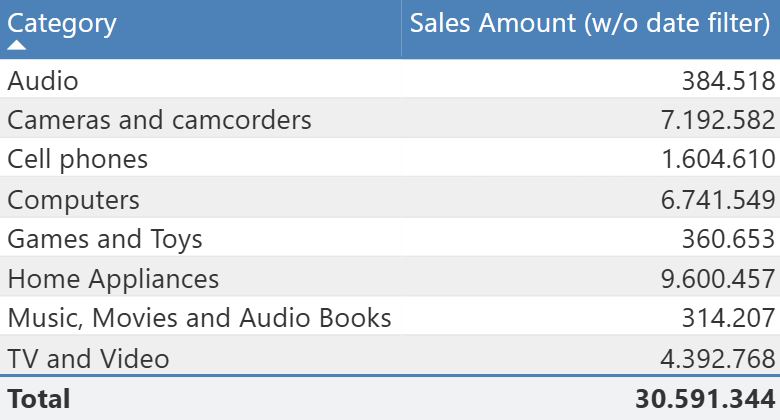 Category Sales Amount (w/o date filter)
Audio 384.518
Cameras and camcorders 7.192.582
Cell phones 1.604.610
Computers 6.741.549
Games and Toys 360.653
Home Appliances 9.600.457
Music, Movies and Audio Books 314.207
TV and Video 4.392.768
Total 30.591.344